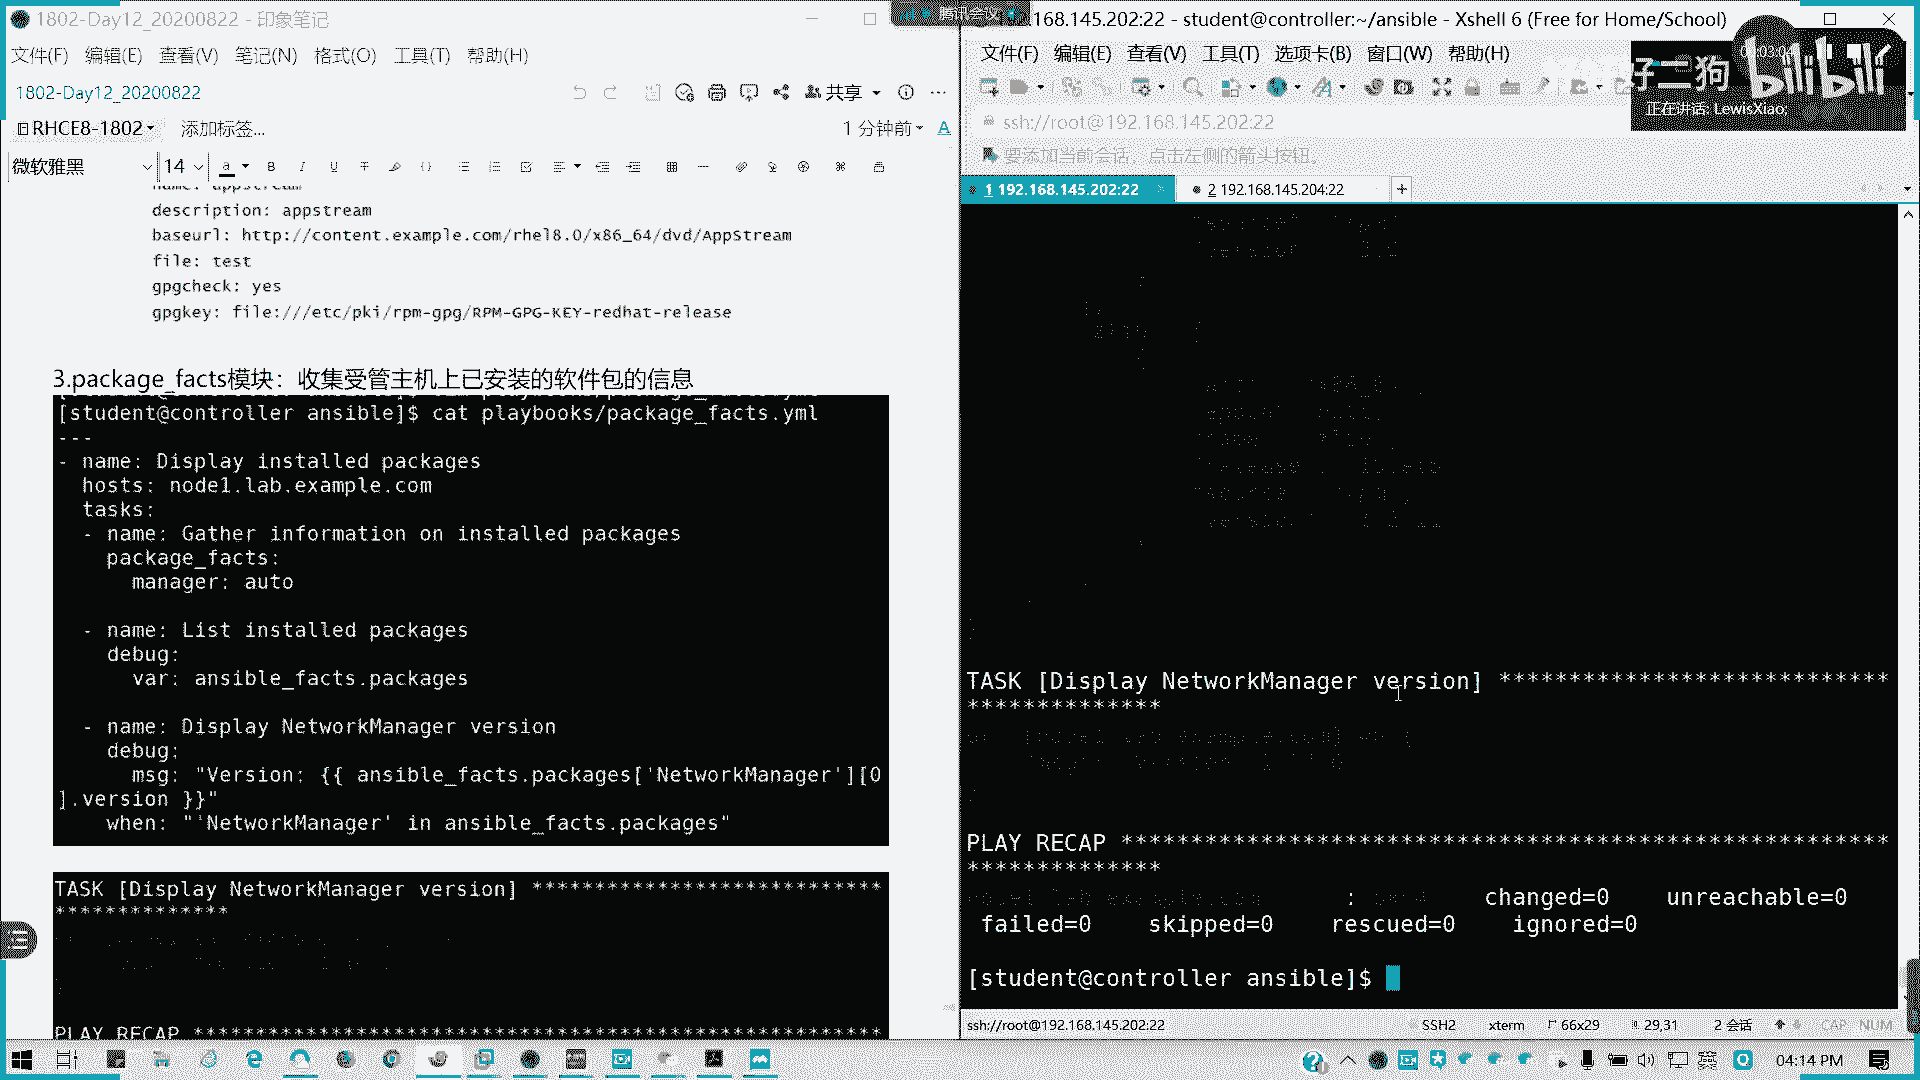 1802-Day12_20200822 - 印象笔记
文件(F) 编辑(E) 查看(V) 笔记(N) 格式(O) 工具(T) 帮助(H)
1802-Day12_20200822
共享
RHCE8-1802
添加标签...
1 分钟前
微软雅黑
14
name: appstream
description: appstream
baseurl: http://content.example.com/rhel8.0/x86_64/dvd/AppStream
file: test
gpgcheck: yes
gpgkey: file:///etc/pki/rpm-gpg/RPM-GPG-KEY-redhat-release
3.package_facts模块：收集受管主机上已安装的软件包的信息
[student@controller ansible]$ cat playbooks/package_facts.yml
---
- name: Display installed packages
hosts: node1.lab.example.com
tasks:
- name: Gather information on installed packages
package_facts:
manager: auto
- name: List installed packages
debug:
var: ansible_facts.packages
- name: Display NetworkManager version
debug:
msg: "Version: {{ ansible_facts.packages['NetworkManager'][0
].version }}"
when: "'NetworkManager' in ansible_facts.packages"
TASK [Display NetworkManager version] ****************************
**************
PLAY RECAP *******************************************************
腾讯会议
168.145.202:22 - student@controller:~/ansible - Xshell 6 (Free for Home/School)
文件(F) 编辑(E) 查看(V) 工具(T) 选项卡(B) 窗口(W) 帮助(H)
好二狗
bilibili
正在讲话: LewisXiao;
ssh://root@192.168.145.202:22
要添加当前会话，点击左侧的箭头按钮。
1 192.168.145.202:22
2 192.168.145.204:22
TASK [Display NetworkManager version] ****************************
**************
PLAY RECAP *******************************************************
**************
: changed=0 unreachable=0
failed=0 skipped=0 rescued=0 ignored=0
[student@controller ansible]$
ssh://root@192.168.145.202:22
SSH2
xterm
66x29
29,31
2 会话
CAP NUM
英
04:14 PM